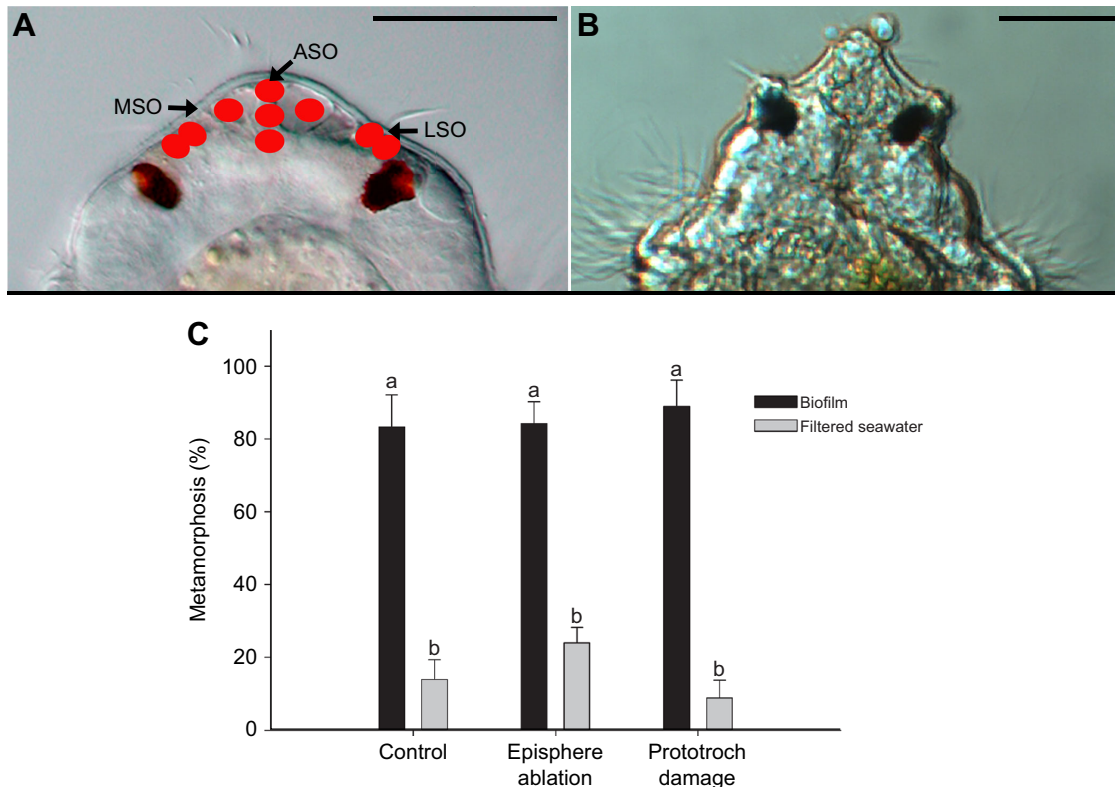 A
B
ASO
MSO
LSO
C
100
80
60
40
20
0
Metamorphosis (%)
a
b
a
b
a
b
Biofilm
Filtered seawater
Control
Episphere
ablation
Prototroch
damage